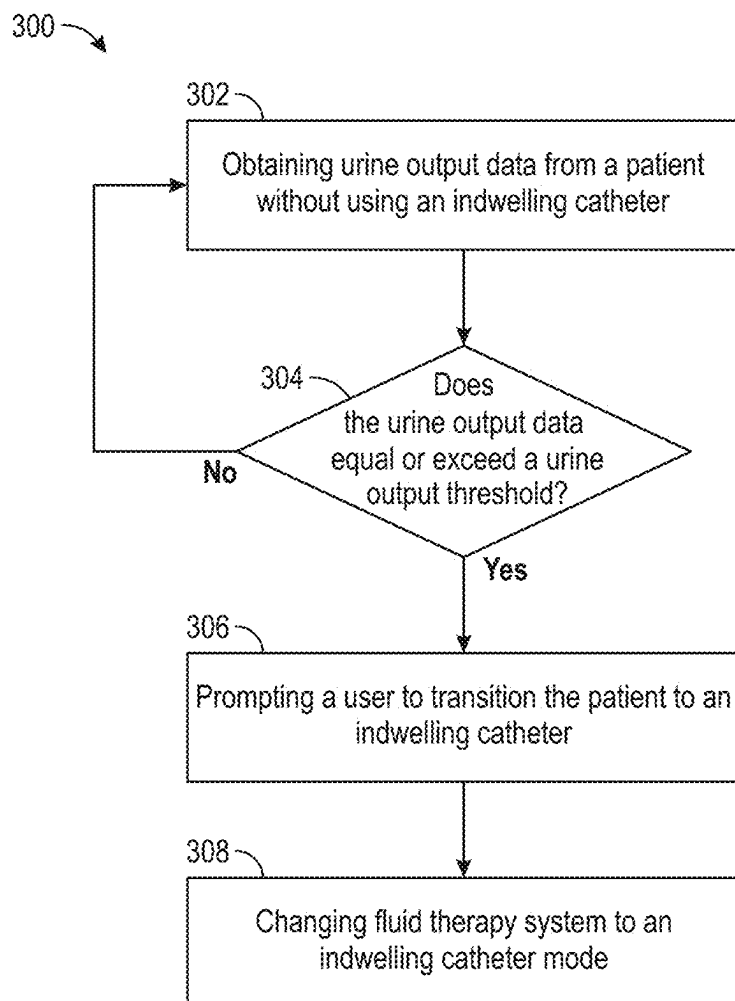 300
302
Obtaining urine output data from a patient
without using an indwelling catheter
304
Does
the urine output data
equal or exceed a urine
output threshold?
No
Yes
306
Prompting a user to transition the patient to an
indwelling catheter
308
Changing fluid therapy system to an
indwelling catheter mode